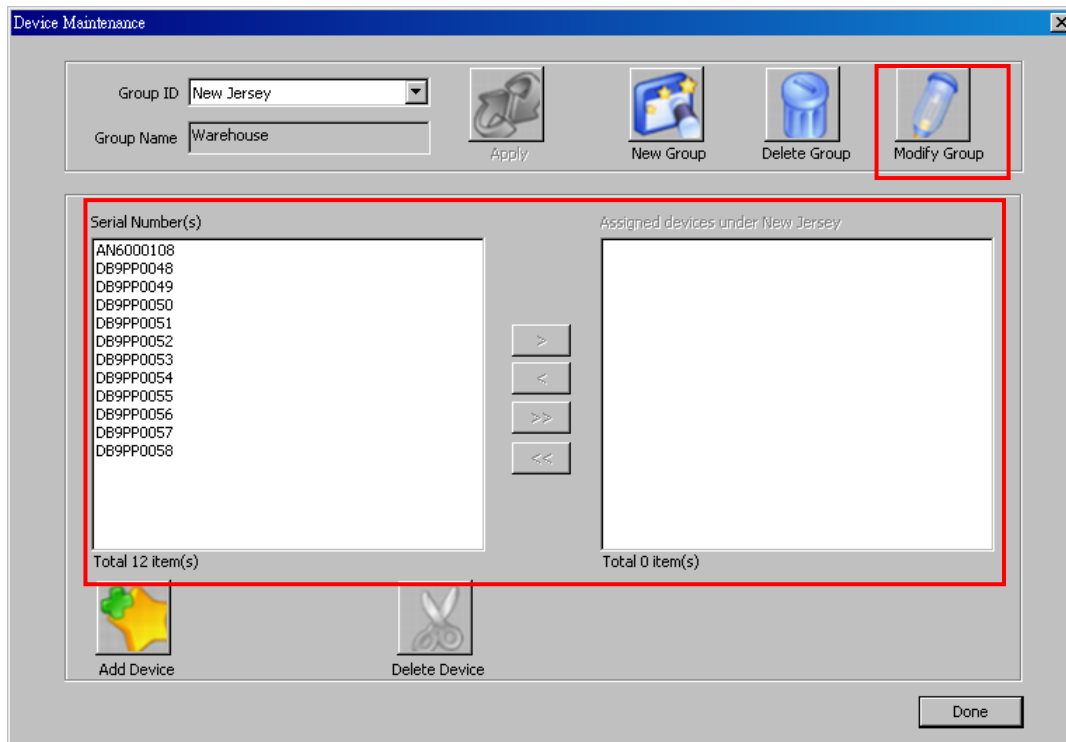 Device Maintenance
Group ID New Jersey
Group Name Warehouse
Apply
New Group
Delete Group
Modify Group
Serial Number(s)
Assigned devices under New Jersey
AN6000108
DB9PP0048
DB9PP0049
DB9PP0050
DB9PP0051
DB9PP0052
DB9PP0053
DB9PP0054
DB9PP0055
DB9PP0056
DB9PP0057
DB9PP0058
>
<
>>
<<
Total 12 item(s)
Total 0 item(s)
Add Device
Delete Device
Done